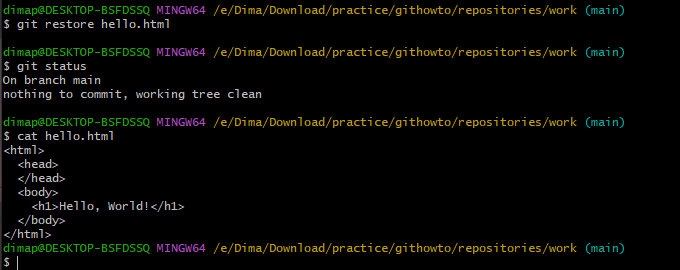 dimap@DESKTOP-BSFDSSQ MINGW64 /e/Dima/Download/practice/githowto/repositories/work (main)
$ git restore hello.html
dimap@DESKTOP-BSFDSSQ MINGW64 /e/Dima/Download/practice/githowto/repositories/work (main)
$ git status
On branch main
nothing to commit, working tree clean
dimap@DESKTOP-BSFDSSQ MINGW64 /e/Dima/Download/practice/githowto/repositories/work (main)
$ cat hello.html
<html>
  <head>
  </head>
  <body>
    <h1>Hello, World!</h1>
  </body>
</html>
dimap@DESKTOP-BSFDSSQ MINGW64 /e/Dima/Download/practice/githowto/repositories/work (main)
$